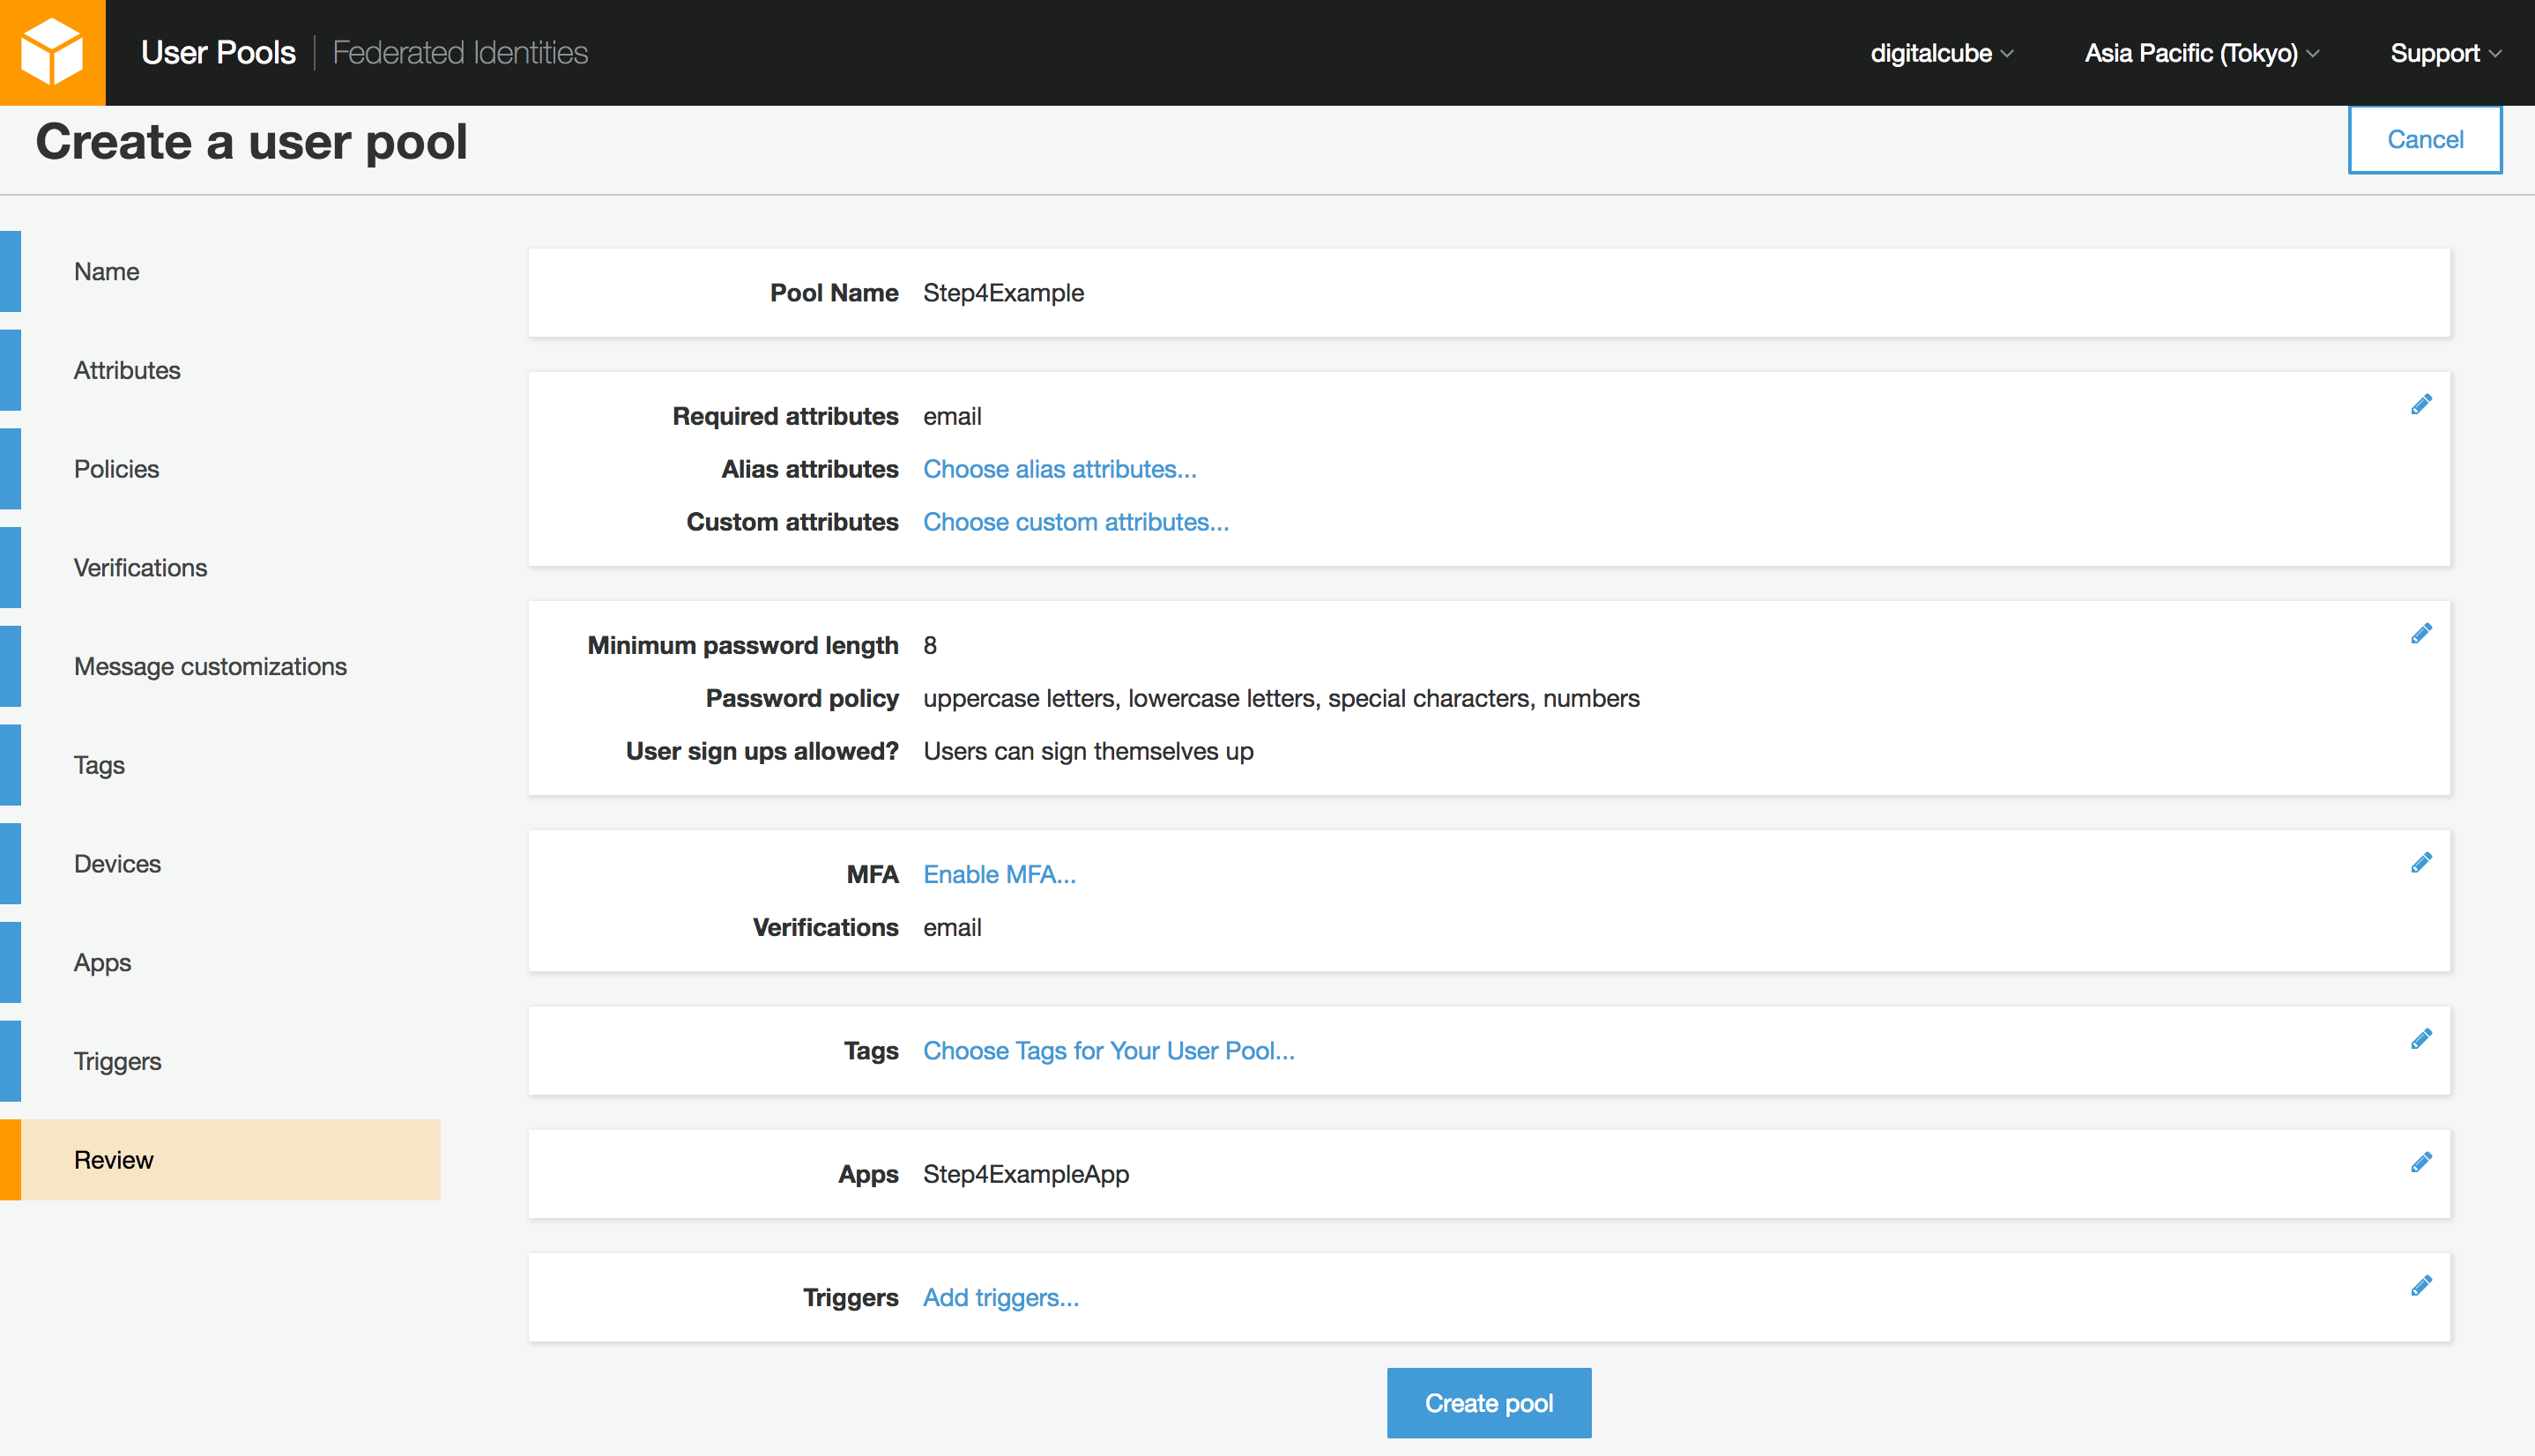 User Pools Federated Identities digitalcube Asia Pacific (Tokyo) Support
Create a user pool Cancel
Name
Attributes
Policies
Verifications
Message customizations
Tags
Devices
Apps
Triggers
Review
Pool Name Step4Example
Required attributes email
Alias attributes Choose alias attributes...
Custom attributes Choose custom attributes...
Minimum password length 8
Password policy uppercase letters, lowercase letters, special characters, numbers
User sign ups allowed? Users can sign themselves up
MFA Enable MFA...
Verifications email
Tags Choose Tags for Your User Pool...
Apps Step4ExampleApp
Triggers Add triggers...
Create pool